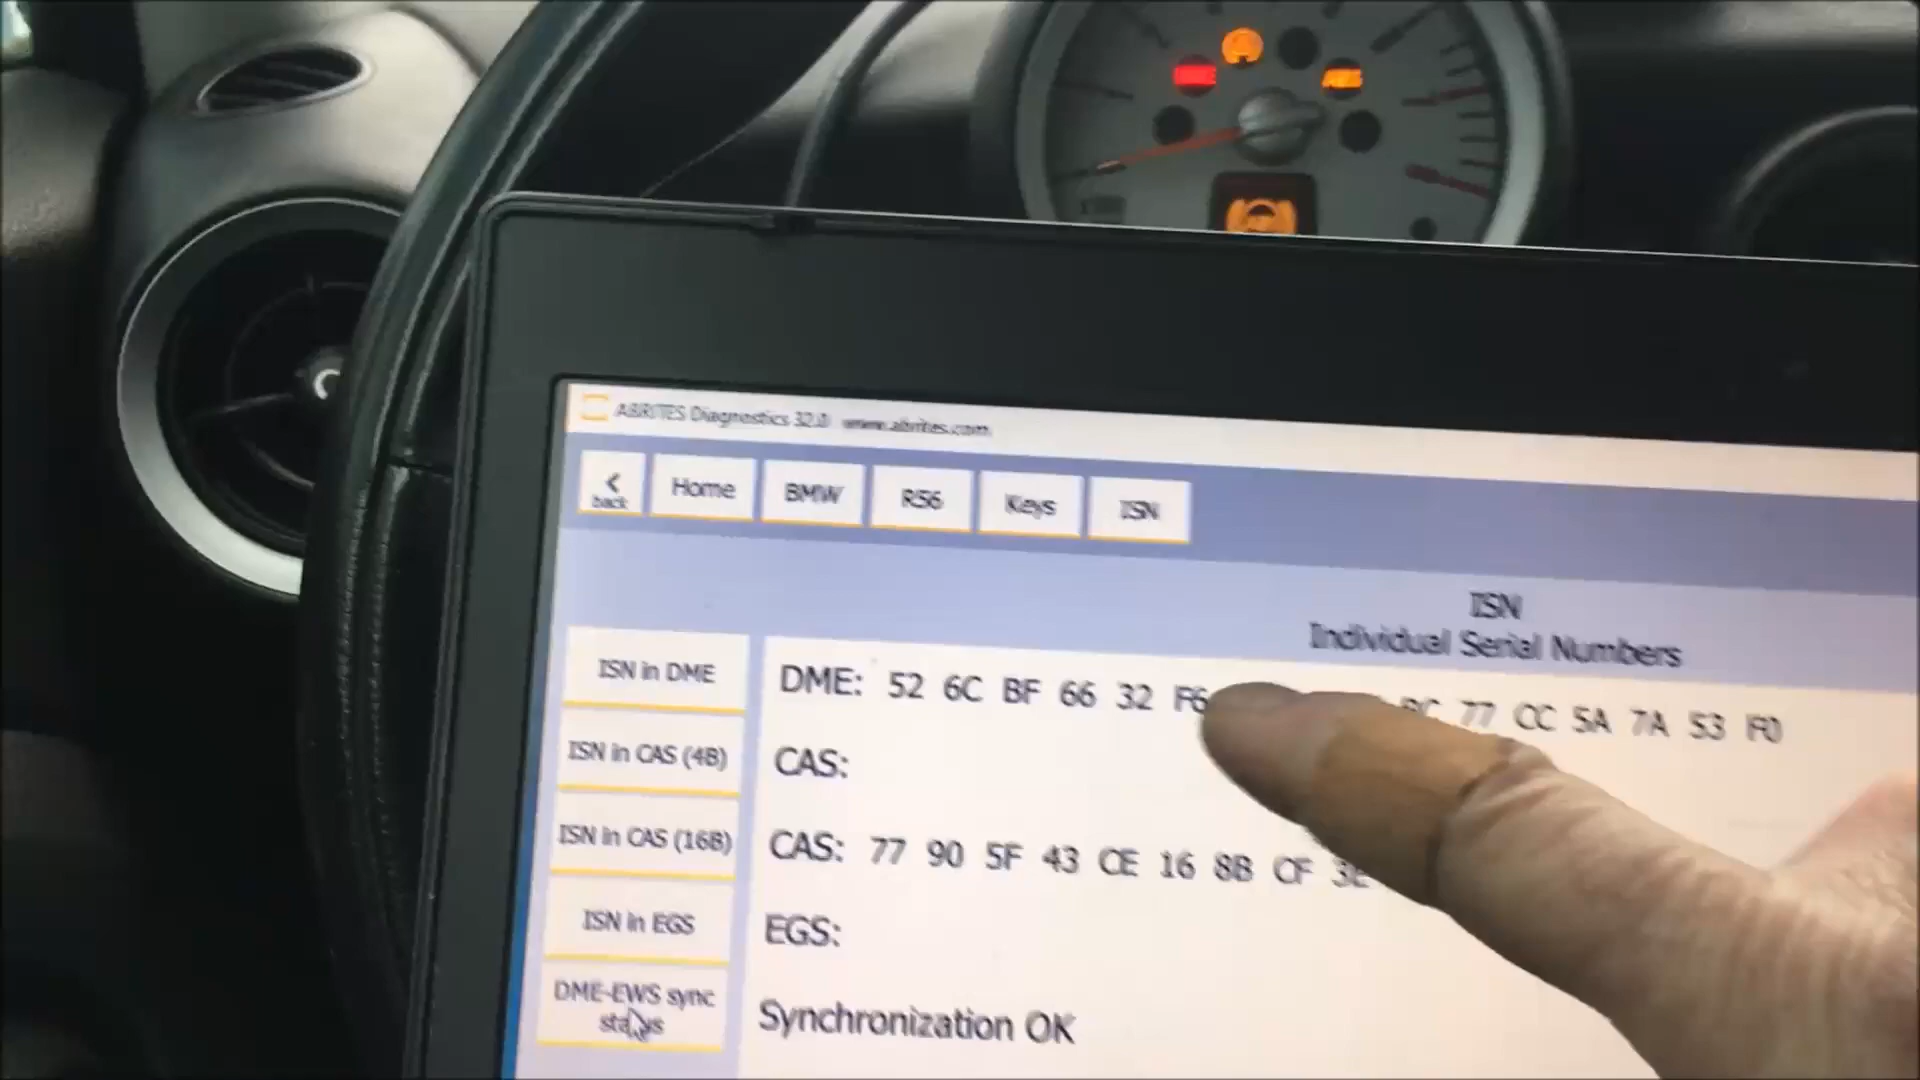 ABRITES Diagnostics 32.0 www.abrites.com
< back
Home
BMW
R56
Keys
ISN
ISN
Individual Serial Numbers
ISN in DME
DME: 52 6C BF 66 32 F6 77 CC 5A 7A 53 F0
ISN in CAS (4B)
CAS:
ISN in CAS (16B)
CAS: 77 90 5F 43 CE 16 8B CF 3E
ISN in EGS
EGS:
DME-EWS sync
status
Synchronization OK